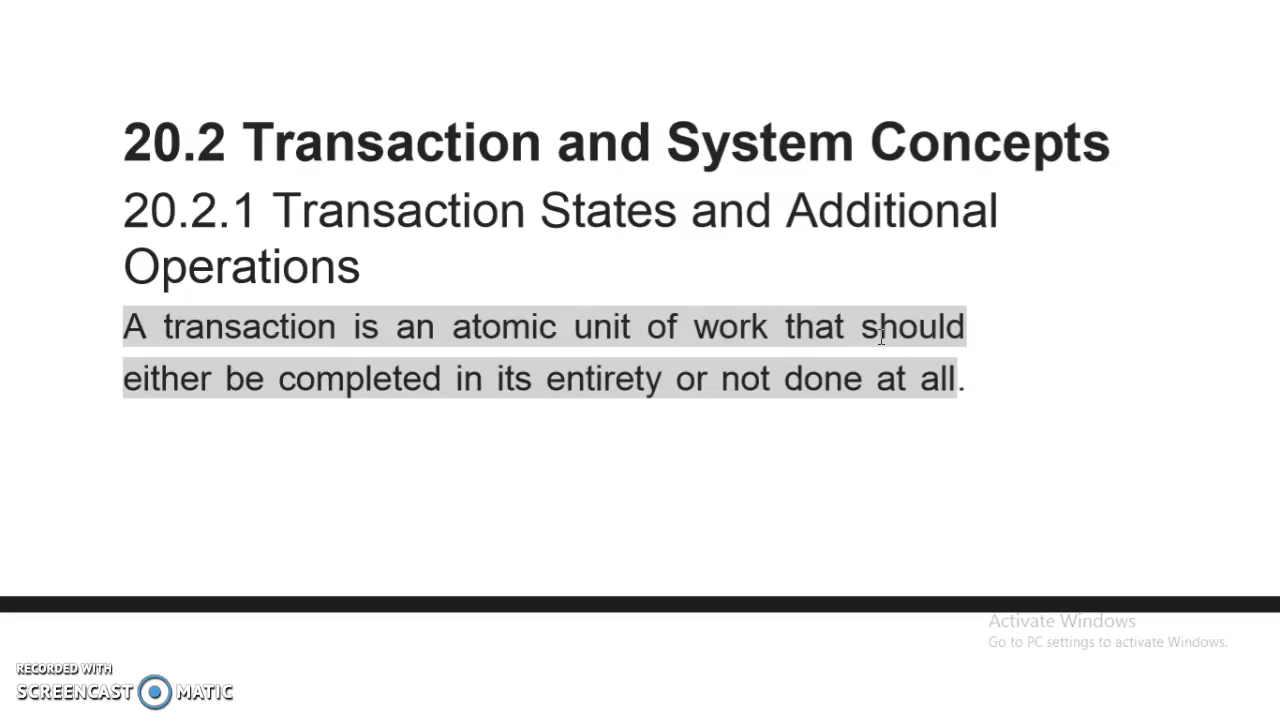 20.2 Transaction and System Concepts
20.2.1 Transaction States and Additional
Operations
A transaction is an atomic unit of work that should
either be completed in its entirety or not done at all.
Activate Windows
Go to PC settings to activate Windows.
RECORDED WITH
SCREENCAST MATIC